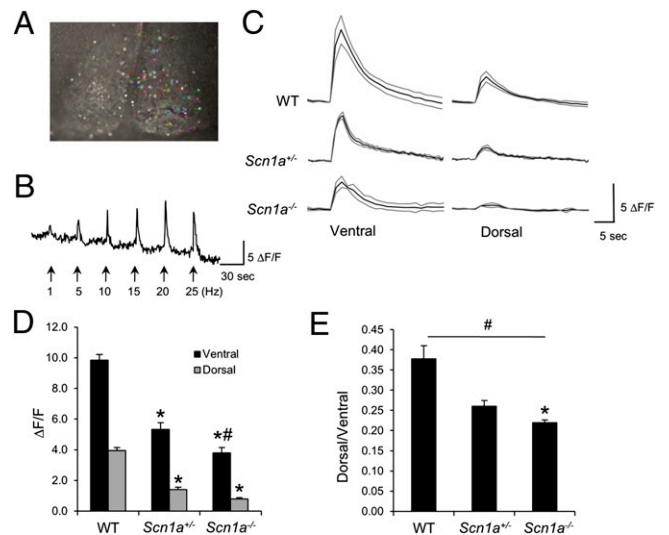 A
B
5 ΔF/F
30 sec
1 5 10 15 20 25 (Hz)
C
WT
Scn1a+/-
Scn1a-/-
Ventral Dorsal
5 ΔF/F
5 sec
D
ΔF/F
12.0
10.0
8.0
6.0
4.0
2.0
0.0
Ventral
Dorsal
*
*
*#
*
WT Scn1a+/- Scn1a-/-
E
Dorsal/Ventral
0.45
0.40
0.35
0.30
0.25
0.20
0.15
0.10
0.05
0.00
#
*
WT Scn1a+/- Scn1a-/-